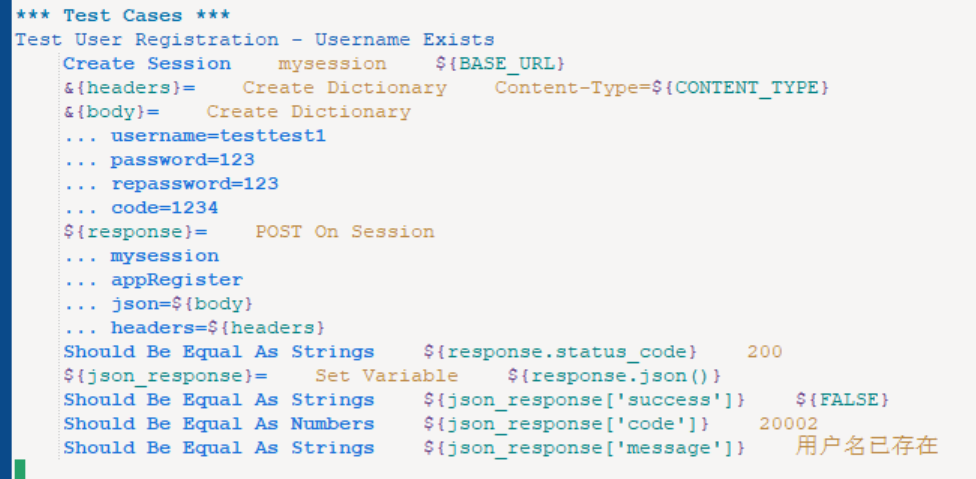 *** Test Cases ***
Test User Registration - Username Exists
    Create Session    mysession    ${BASE_URL}
    &{headers}=    Create Dictionary    Content-Type=${CONTENT_TYPE}
    &{body}=    Create Dictionary
    ... username=testtest1
    ... password=123
    ... repassword=123
    ... code=1234
    ${response}=    POST On Session
    ... mysession
    ... appRegister
    ... json=${body}
    ... headers=${headers}
    Should Be Equal As Strings    ${response.status_code}    200
    ${json_response}=    Set Variable    ${response.json()}
    Should Be Equal As Strings    ${json_response['success']}    ${FALSE}
    Should Be Equal As Numbers    ${json_response['code']}    20002
    Should Be Equal As Strings    ${json_response['message']}    用户名已存在